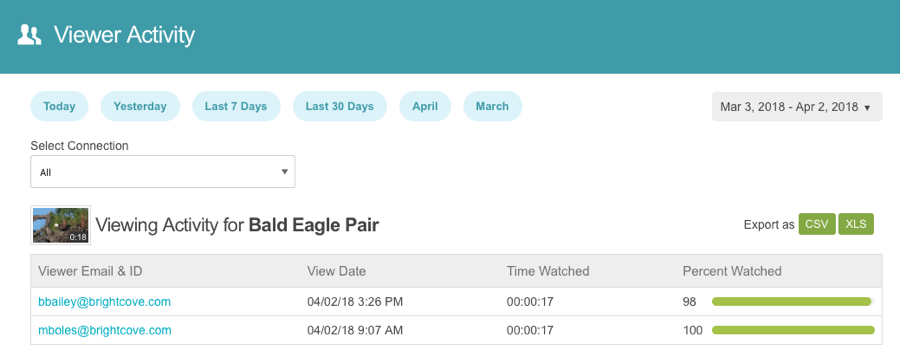 Viewer Activity
Today Yesterday Last 7 Days Last 30 Days April March Mar 3, 2018 - Apr 2, 2018
Select Connection
All
0:18 Viewing Activity for Bald Eagle Pair Export as CSV XLS
Viewer Email & ID View Date Time Watched Percent Watched
bbailey@brightcove.com 04/02/18 3:26 PM 00:00:17 98
mboles@brightcove.com 04/02/18 9:07 AM 00:00:17 100